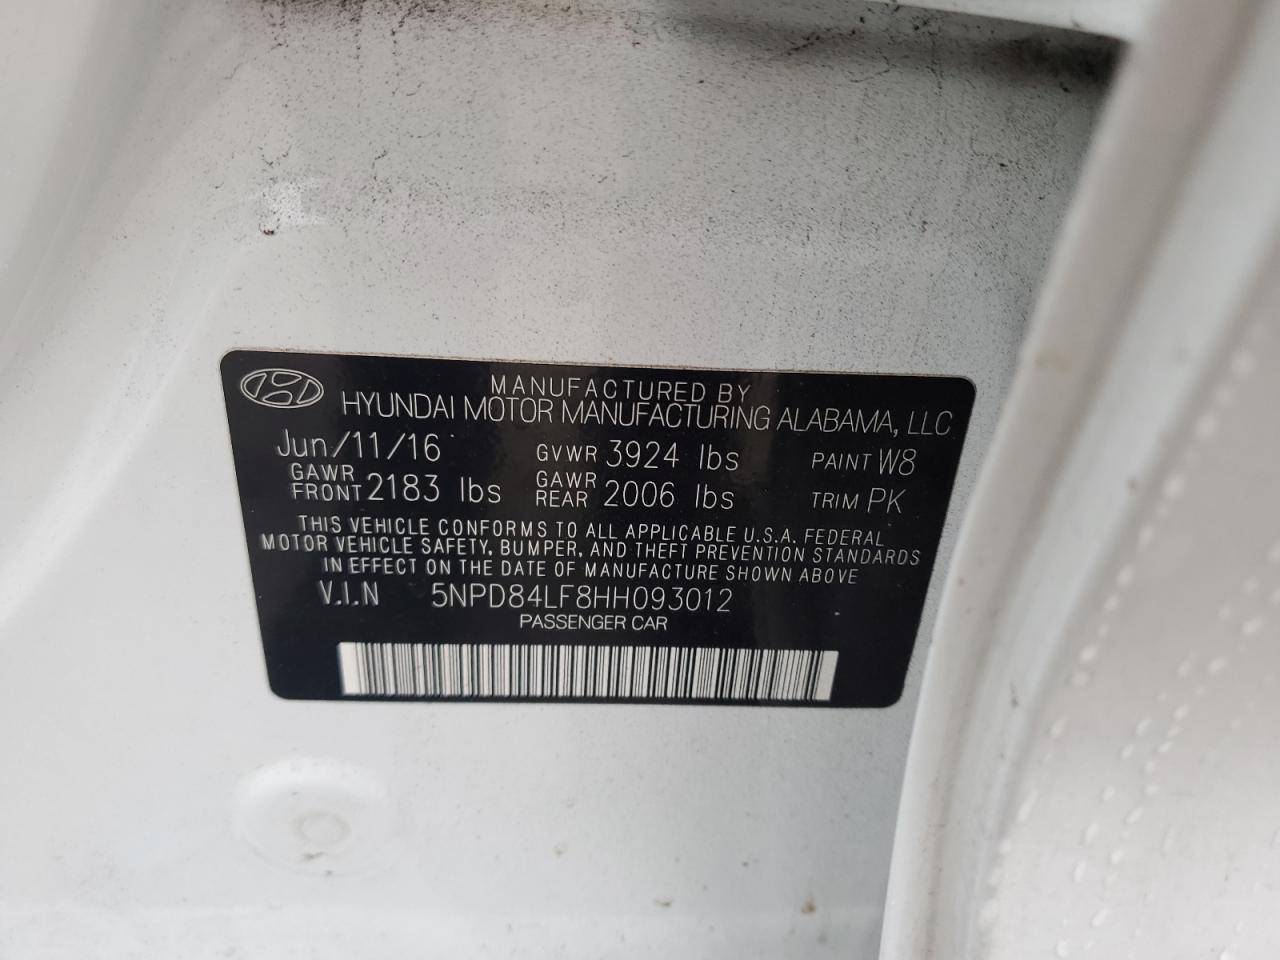 MANUFACTURED BY
HYUNDAI MOTOR MANUFACTURING ALABAMA, LLC
Jun/11/16 GVWR 3924 lbs PAINT W8
GAWR FRONT 2183 lbs GAWR REAR 2006 lbs TRIM PK
THIS VEHICLE CONFORMS TO ALL APPLICABLE U.S.A. FEDERAL
MOTOR VEHICLE SAFETY, BUMPER, AND THEFT PREVENTION STANDARDS
IN EFFECT ON THE DATE OF MANUFACTURE SHOWN ABOVE
V.I.N 5NPD84LF8HH093012
PASSENGER CAR